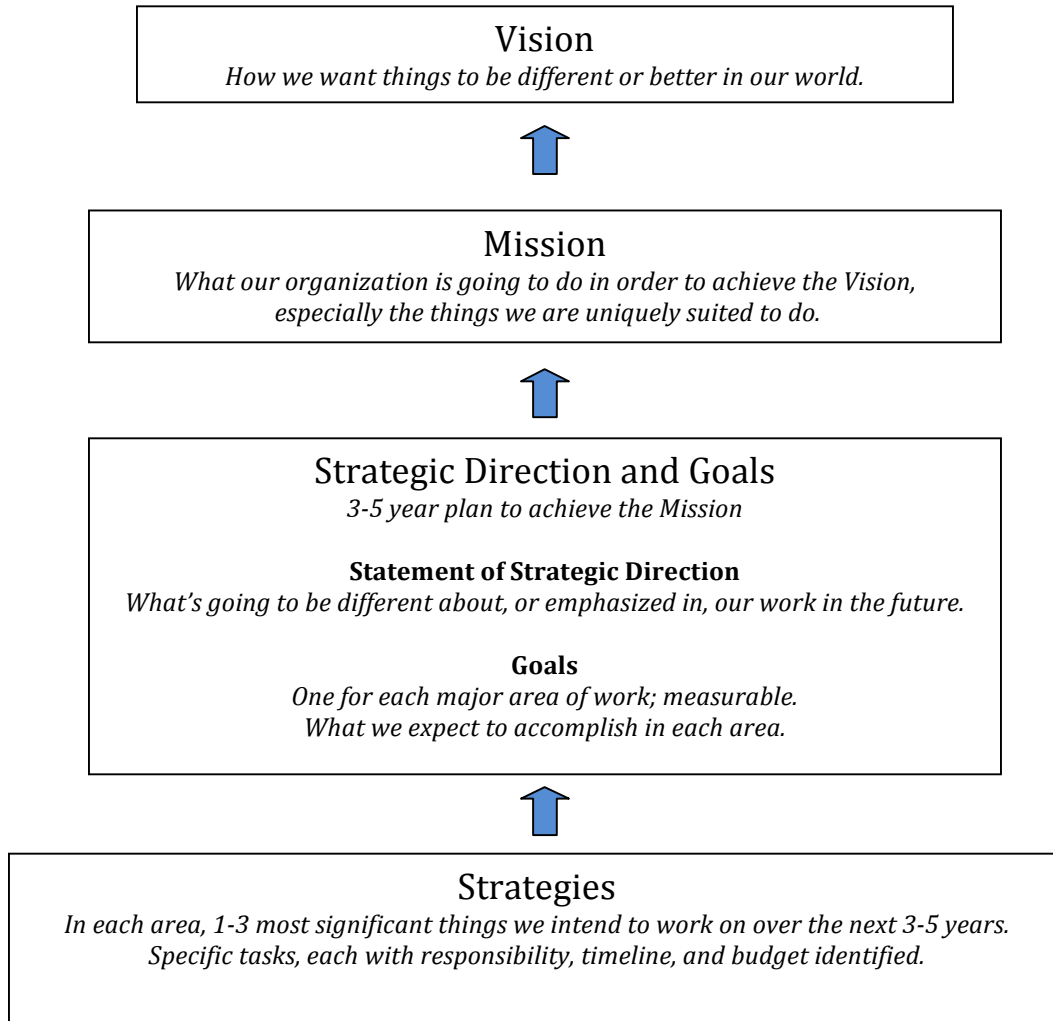 Vision
How we want things to be different or better in our world.
Mission
What our organization is going to do in order to achieve the Vision,
especially the things we are uniquely suited to do.
Strategic Direction and Goals
3-5 year plan to achieve the Mission
Statement of Strategic Direction
What’s going to be different about, or emphasized in, our work in the future.
Goals
One for each major area of work; measurable.
What we expect to accomplish in each area.
Strategies
In each area, 1-3 most significant things we intend to work on over the next 3-5 years.
Specific tasks, each with responsibility, timeline, and budget identified.